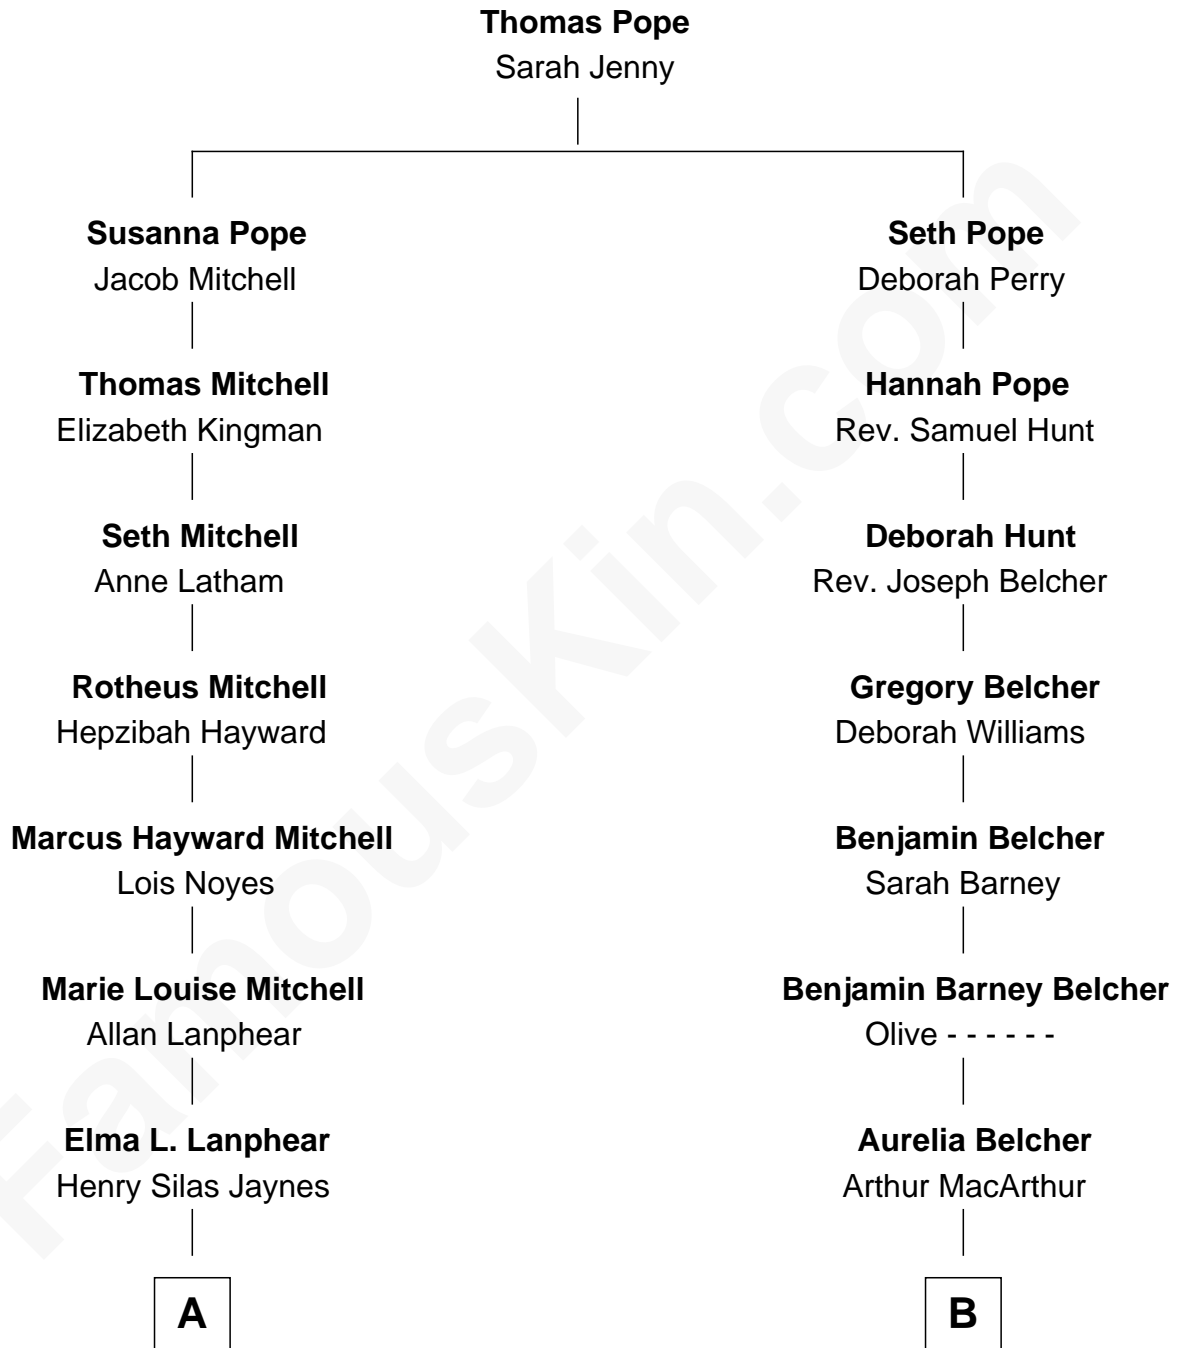 Thomas Pope
Sarah Jenny
Susanna Pope
Jacob Mitchell
Seth Pope
Deborah Perry
Thomas Mitchell
Elizabeth Kingman
Hannah Pope
Rev. Samuel Hunt
Seth Mitchell
Anne Latham
Deborah Hunt
Rev. Joseph Belcher
Rotheus Mitchell
Hepzibah Hayward
Gregory Belcher
Deborah Williams
Marcus Hayward Mitchell
Lois Noyes
Benjamin Belcher
Sarah Barney
Marie Louise Mitchell
Allan Lanphear
Benjamin Barney Belcher
Olive - - - - - -
Elma L. Lanphear
Henry Silas Jaynes
Aurelia Belcher
Arthur MacArthur
A
B
FamousKin.com